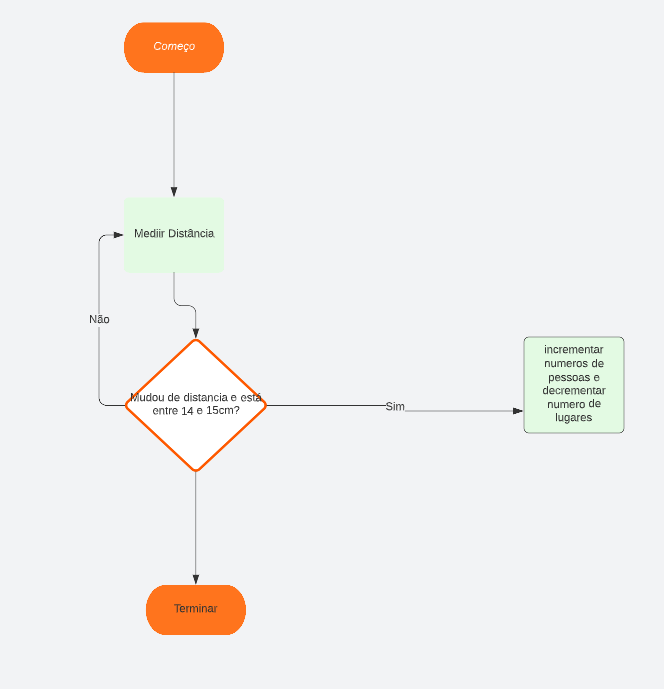 Começo
Mediir Distância
Não
Mudou de distancia e está
entre 14 e 15cm?
Sim
incrementar
numeros de
pessoas e
decrementar
numero de
lugares
Terminar